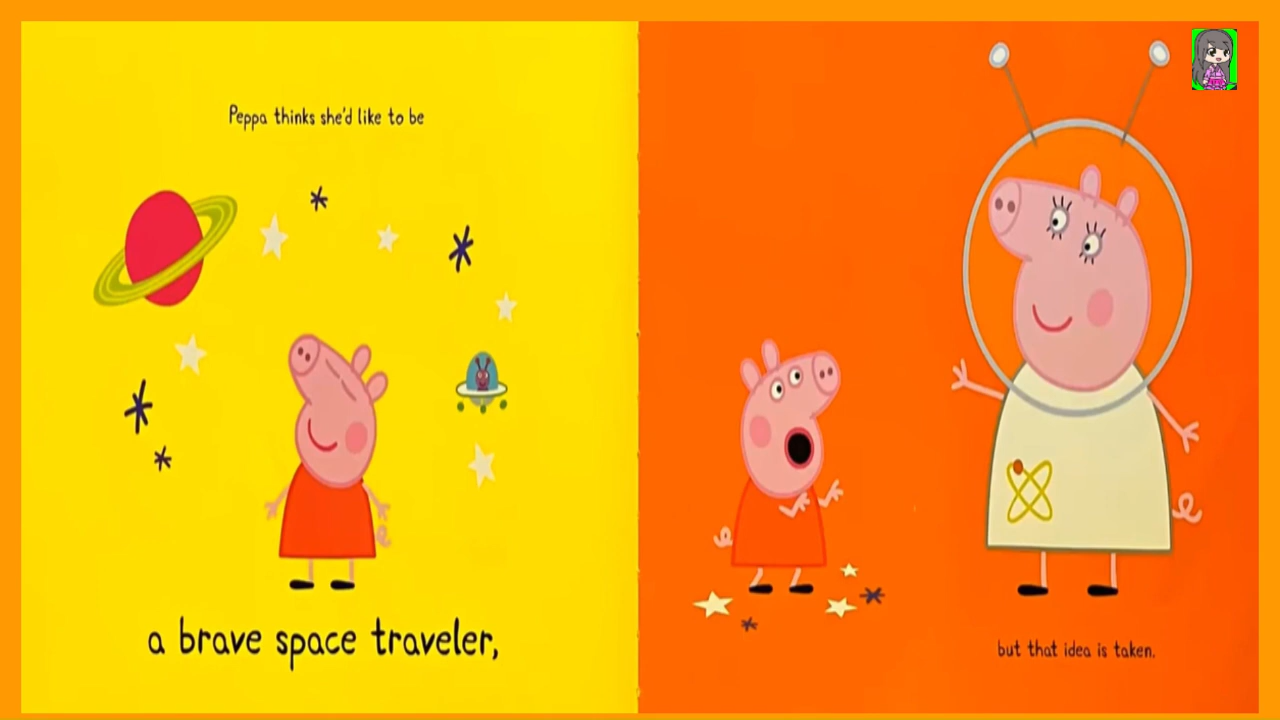 Peppa thinks she'd like to be
a brave space traveler,
but that idea is taken.